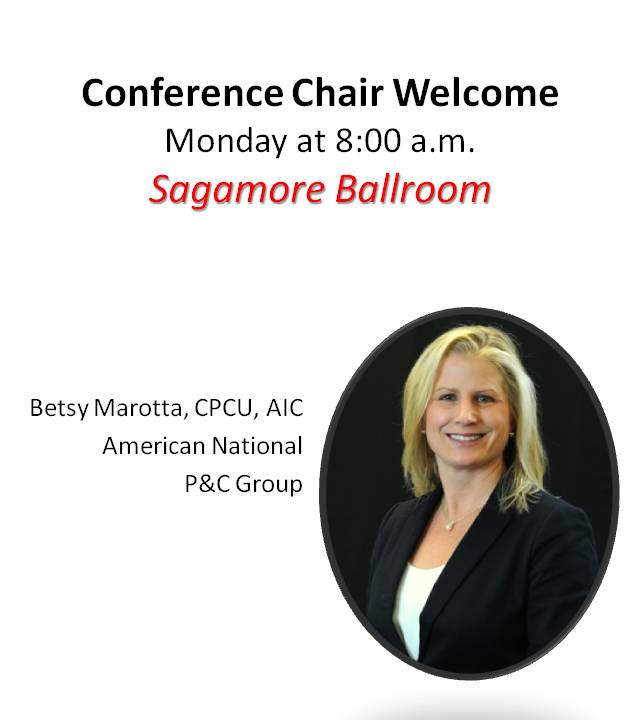 Conference Chair Welcome
Monday at 8:00 a.m.
Sagamore Ballroom
Betsy Marotta, CPCU, AIC
American National
P&C Group